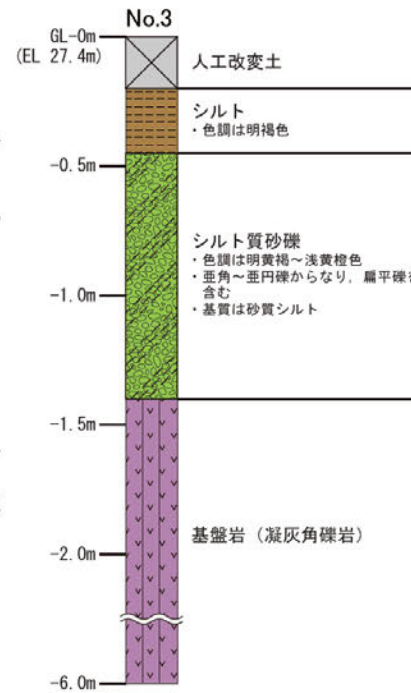 No.3
GL-0m
(EL 27.4m)
人工改変土
シルト
・色調は明褐色
-0.5m
シルト質砂礫
・色調は明黄褐～浅黄橙色
・亜角～亜円礫からなり，扁平礫を
含む
・基質は砂質シルト
-1.0m
-1.5m
基盤岩（凝灰角礫岩）
-2.0m
-6.0m